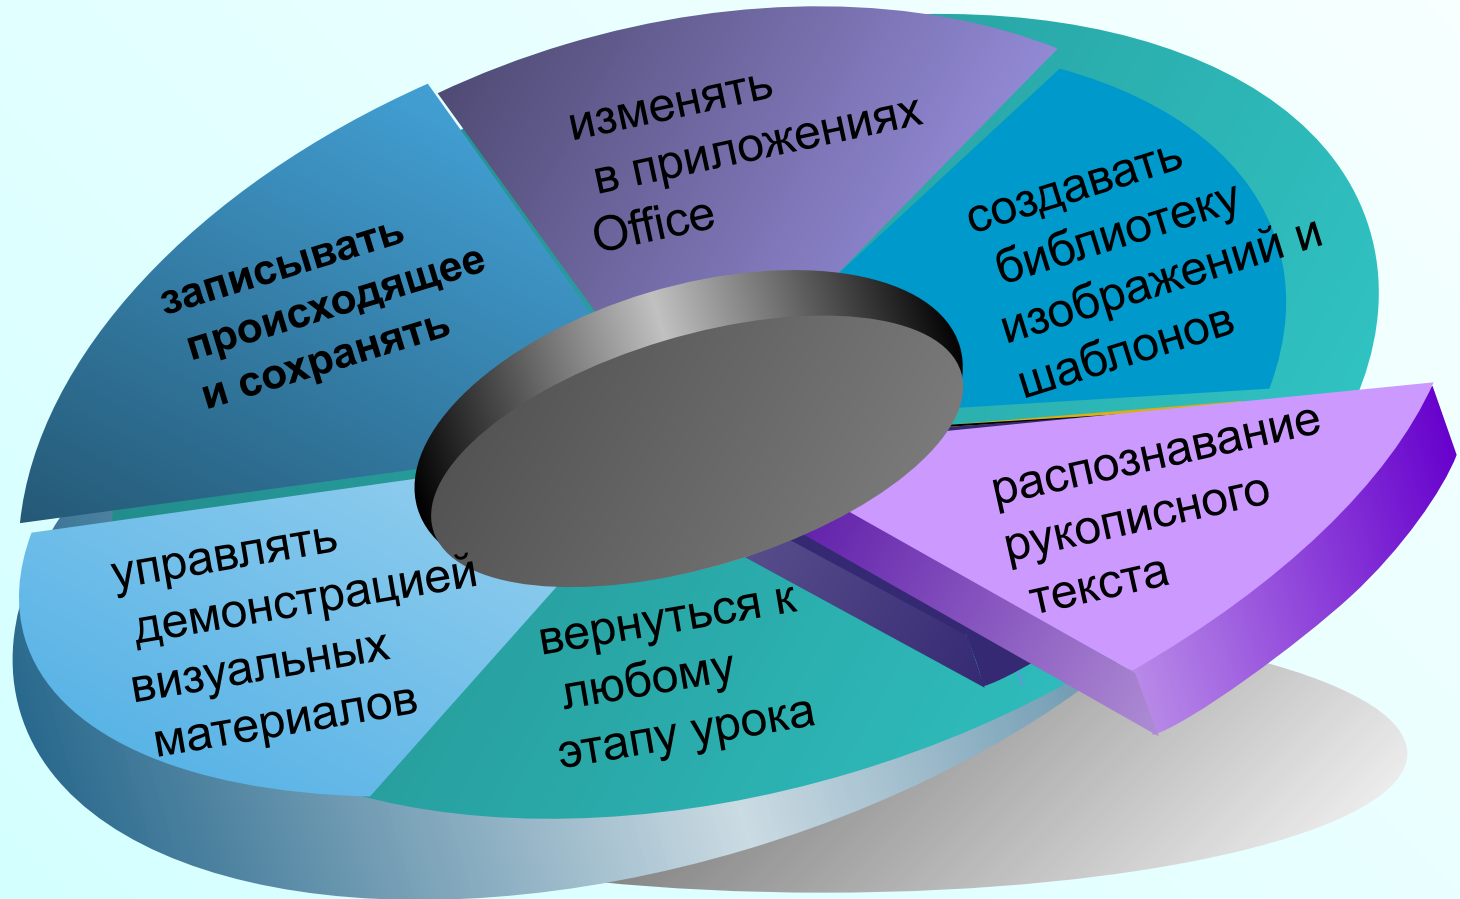 изменять
в приложениях
Office
создавать
библиотеку
изображений и
шаблонов
записывать
происходящее
и сохранять
распознавание
рукописного
текста
управлять
демонстрацией
визуальных
материалов
вернуться к
любому
этапу урока